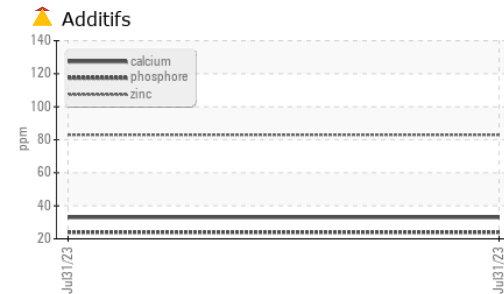 Additifs
140
120
100
80
60
40
20
ppm
calcium
phosphore
zinc
Jul31/23
Jul31/23